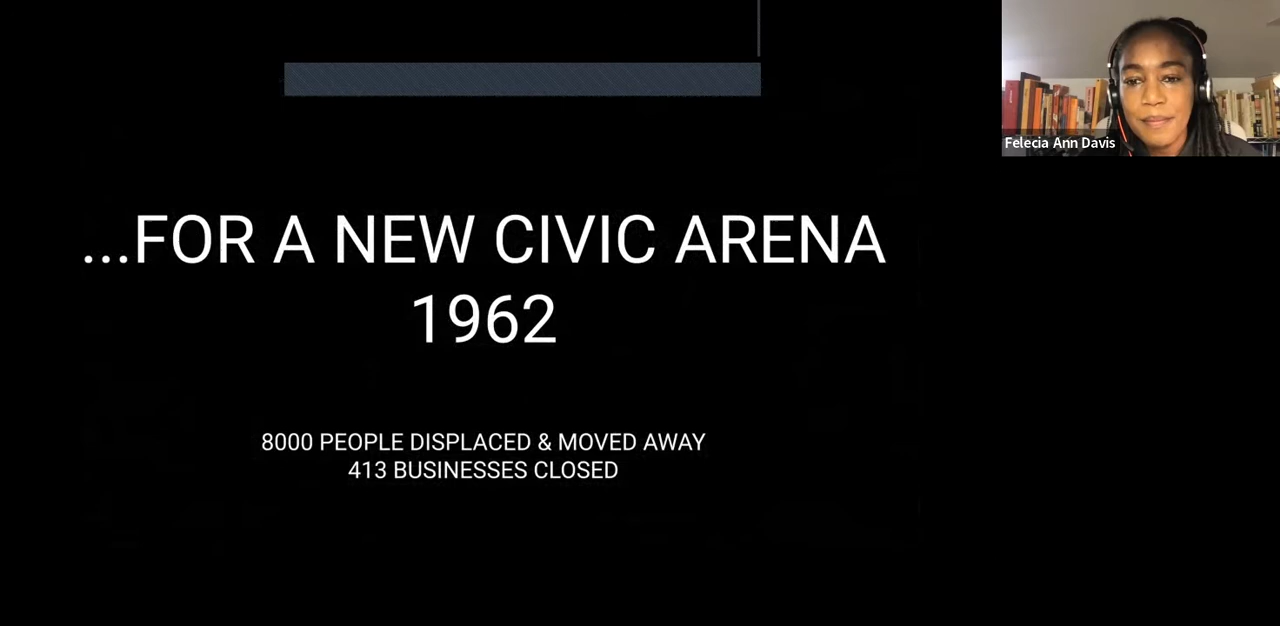 ...FOR A NEW CIVIC ARENA
1962
8000 PEOPLE DISPLACED & MOVED AWAY
413 BUSINESSES CLOSED
Felecia Ann Davis